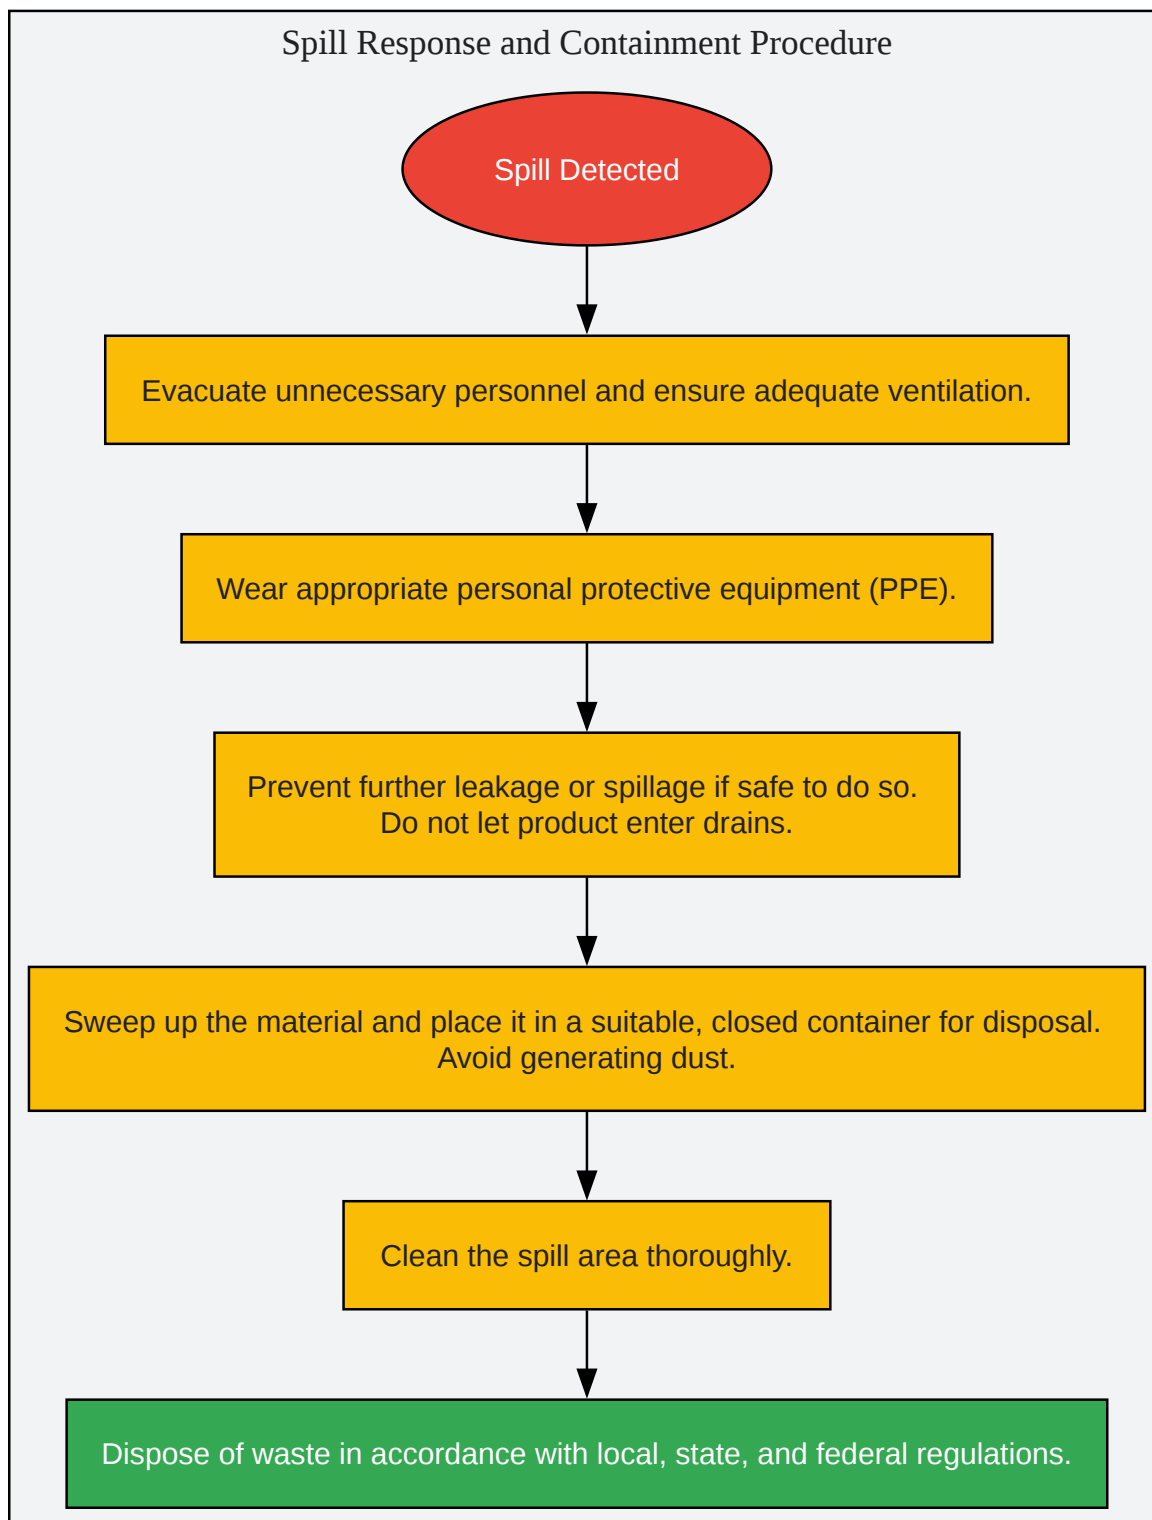 Spill Response and Containment Procedure
Spill Detected
Evacuate unnecessary personnel and ensure adequate ventilation.
Wear appropriate personal protective equipment (PPE).
Prevent further leakage or spillage if safe to do so.
Do not let product enter drains.
Sweep up the material and place it in a suitable, closed container for disposal.
Avoid generating dust.
Clean the spill area thoroughly.
Dispose of waste in accordance with local, state, and federal regulations.